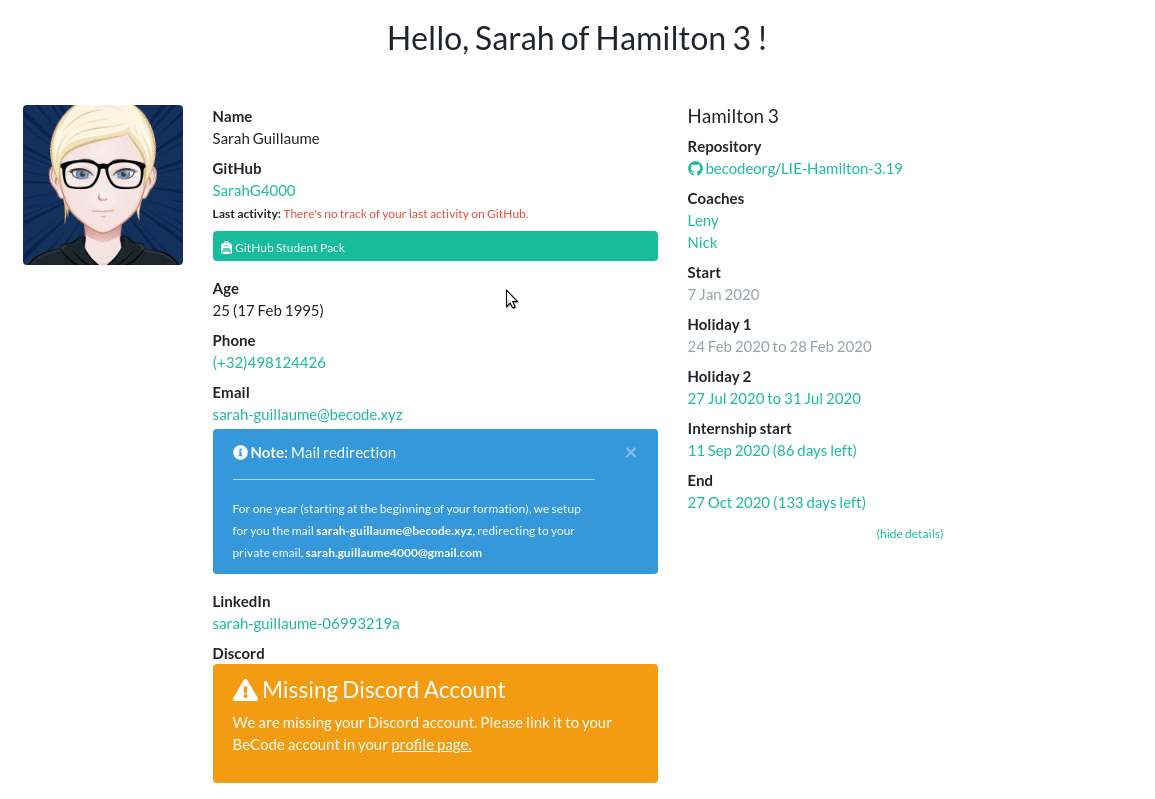 Hello, Sarah of Hamilton 3 !
Name
Sarah Guillaume
GitHub
SarahG4000
Last activity: There's no track of your last activity on GitHub.
GitHub Student Pack
Age
25 (17 Feb 1995)
Phone
(+32)498124426
Email
sarah-guillaume@becode.xyz
Note: Mail redirection
×
For one year (starting at the beginning of your formation), we setup
for you the mail sarah-guillaume@becode.xyz, redirecting to your
private email, sarah.guillaume4000@gmail.com
LinkedIn
sarah-guillaume-06993219a
Discord
Missing Discord Account
We are missing your Discord account. Please link it to your
BeCode account in your profile page.
Hamilton 3
Repository
becodeorg/LIE-Hamilton-3.19
Coaches
Leny
Nick
Start
7 Jan 2020
Holiday 1
24 Feb 2020 to 28 Feb 2020
Holiday 2
27 Jul 2020 to 31 Jul 2020
Internship start
11 Sep 2020 (86 days left)
End
27 Oct 2020 (133 days left)
(hide details)